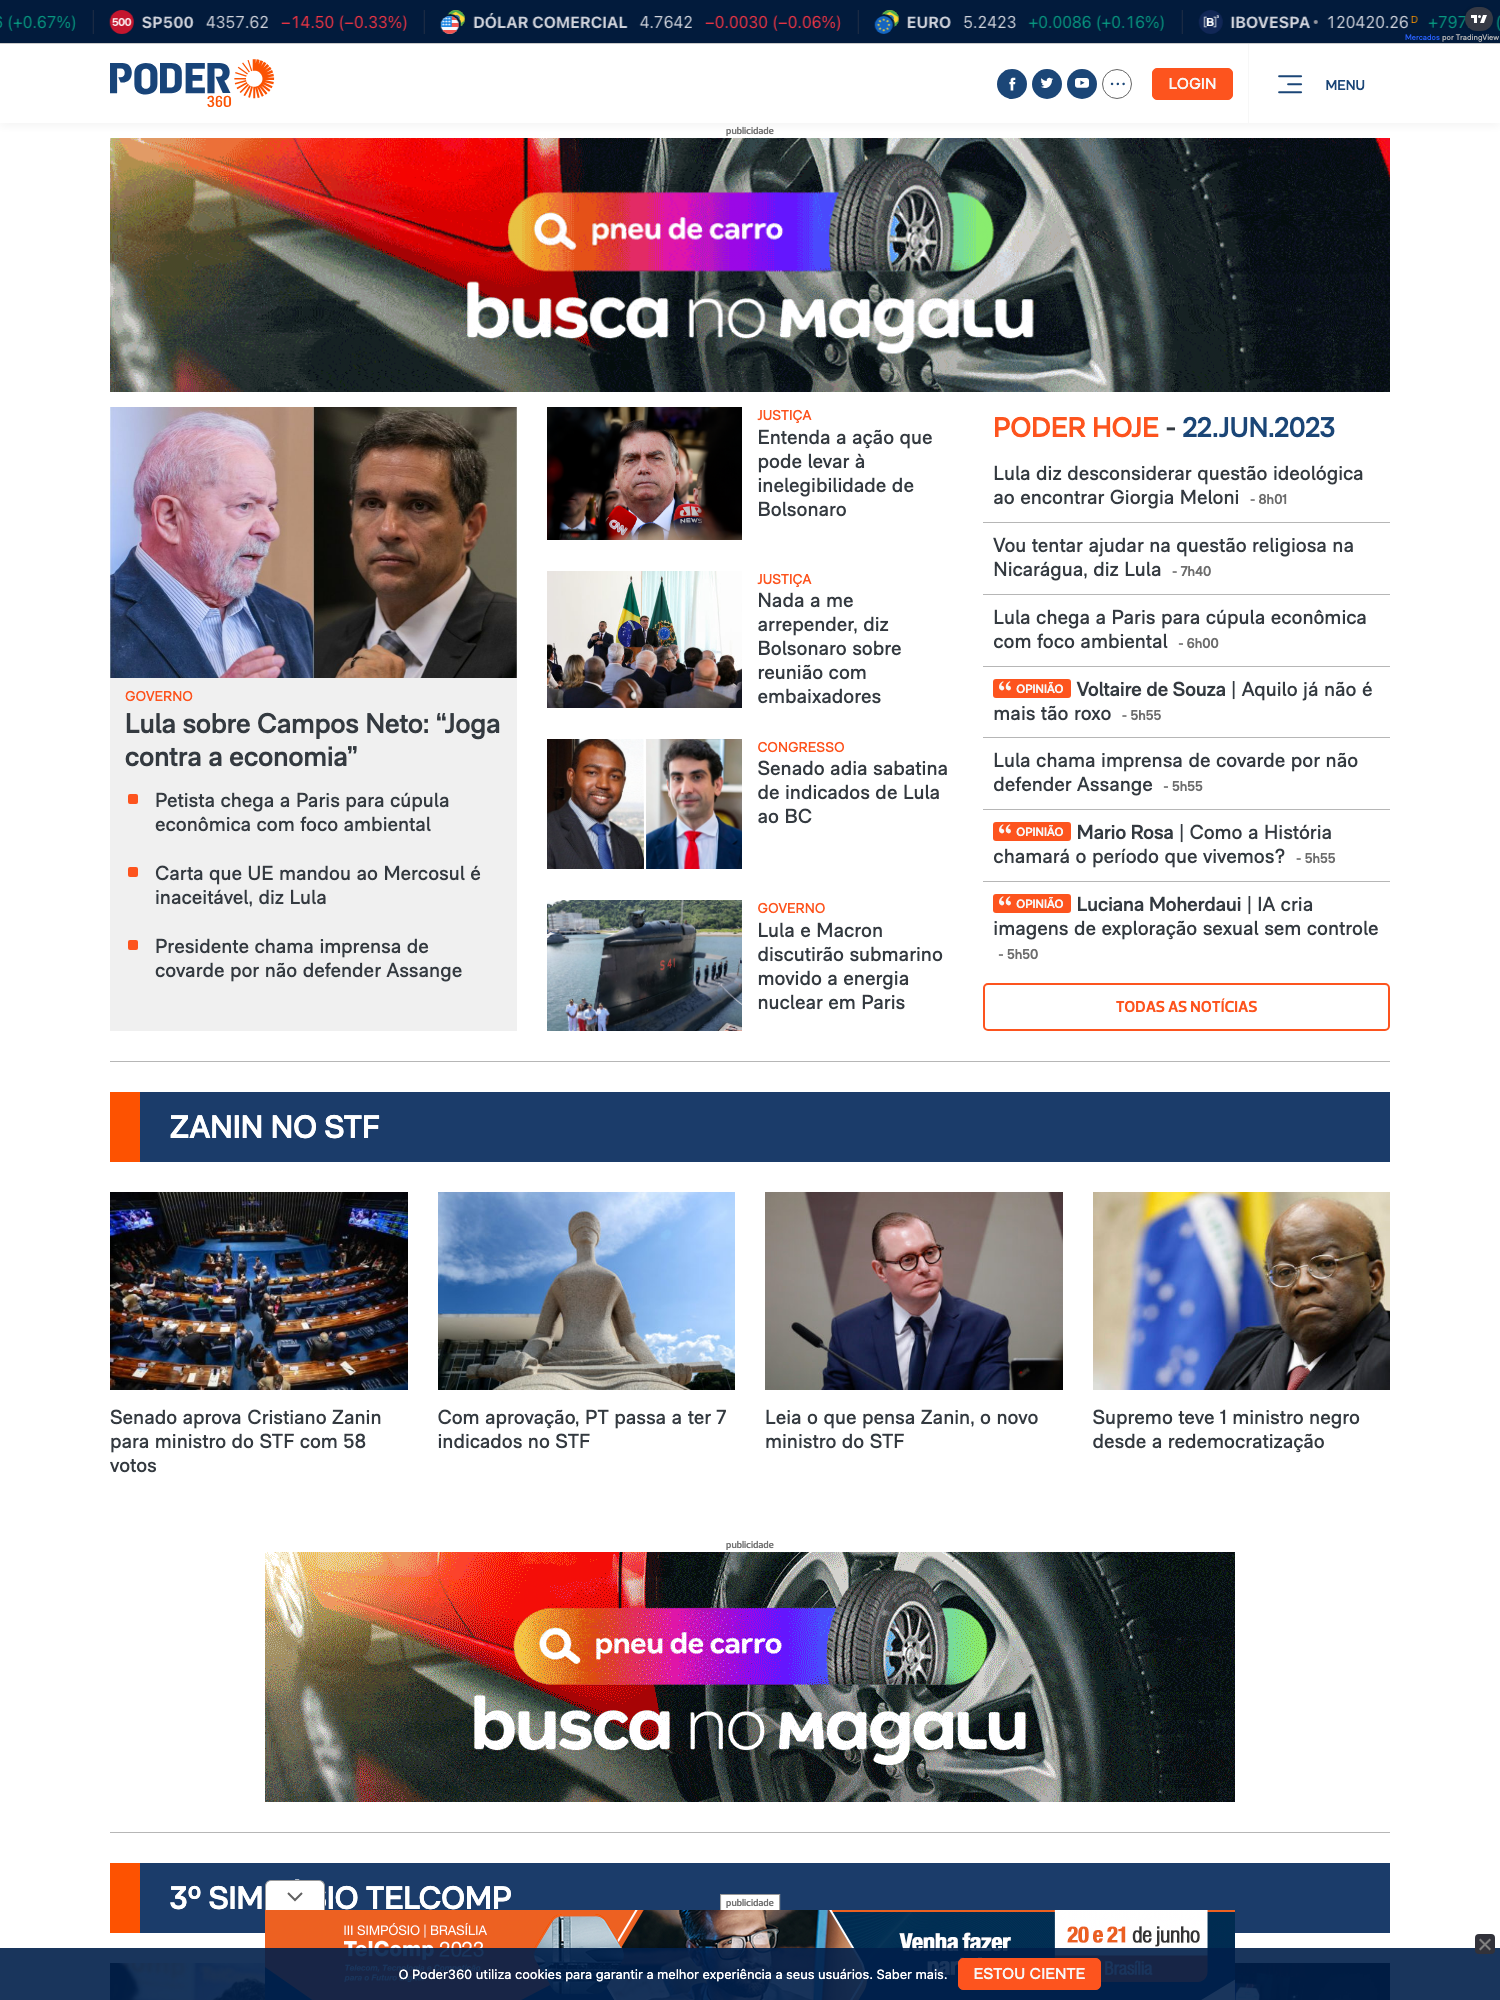 (+0.67%)
500 SP500 4357.62 −14.50 (−0.33%)
DÓLAR COMERCIAL 4.7642 −0.0030 (−0.06%)
EURO 5.2423 +0.0086 (+0.16%)
[B] IBOVESPA 120420.26 D +797
Mercados por TradingView
PODER
360
LOGIN
MENU
publicidade
pneu de carro
busca no Magalu
GOVERNO
Lula sobre Campos Neto: “Joga
contra a economia”
Petista chega a Paris para cúpula
econômica com foco ambiental
Carta que UE mandou ao Mercosul é
inaceitável, diz Lula
Presidente chama imprensa de
covarde por não defender Assange
CNN
JP
NEWS
JUSTIÇA
Entenda a ação que
pode levar à
inelegibilidade de
Bolsonaro
JUSTIÇA
Nada a me
arrepender, diz
Bolsonaro sobre
reunião com
embaixadores
CONGRESSO
Senado adia sabatina
de indicados de Lula
ao BC
S41
GOVERNO
Lula e Macron
discutirão submarino
movido a energia
nuclear em Paris
PODER HOJE - 22.JUN.2023
Lula diz desconsiderar questão ideológica
ao encontrar Giorgia Meloni - 8h01
Vou tentar ajudar na questão religiosa na
Nicarágua, diz Lula - 7h40
Lula chega a Paris para cúpula econômica
com foco ambiental - 6h00
“ OPINIÃO Voltaire de Souza | Aquilo já não é
mais tão roxo - 5h55
Lula chama imprensa de covarde por não
defender Assange - 5h55
“ OPINIÃO Mario Rosa | Como a História
chamará o período que vivemos? - 5h55
“ OPINIÃO Luciana Moherdaui | IA cria
imagens de exploração sexual sem controle
- 5h50
TODAS AS NOTÍCIAS
ZANIN NO STF
Senado aprova Cristiano Zanin
para ministro do STF com 58
votos
Com aprovação, PT passa a ter 7
indicados no STF
Leia o que pensa Zanin, o novo
ministro do STF
Supremo teve 1 ministro negro
desde a redemocratização
publicidade
pneu de carro
busca no Magalu
3º SIM IO TELCOMP
publicidade
III SIMPÓSIO | BRASÍLIA
TelComp 2023
Venha fazer
20 e 21 de junho
Brasília
O Poder360 utiliza cookies para garantir a melhor experiência a seus usuários. Saber mais.
ESTOU CIENTE